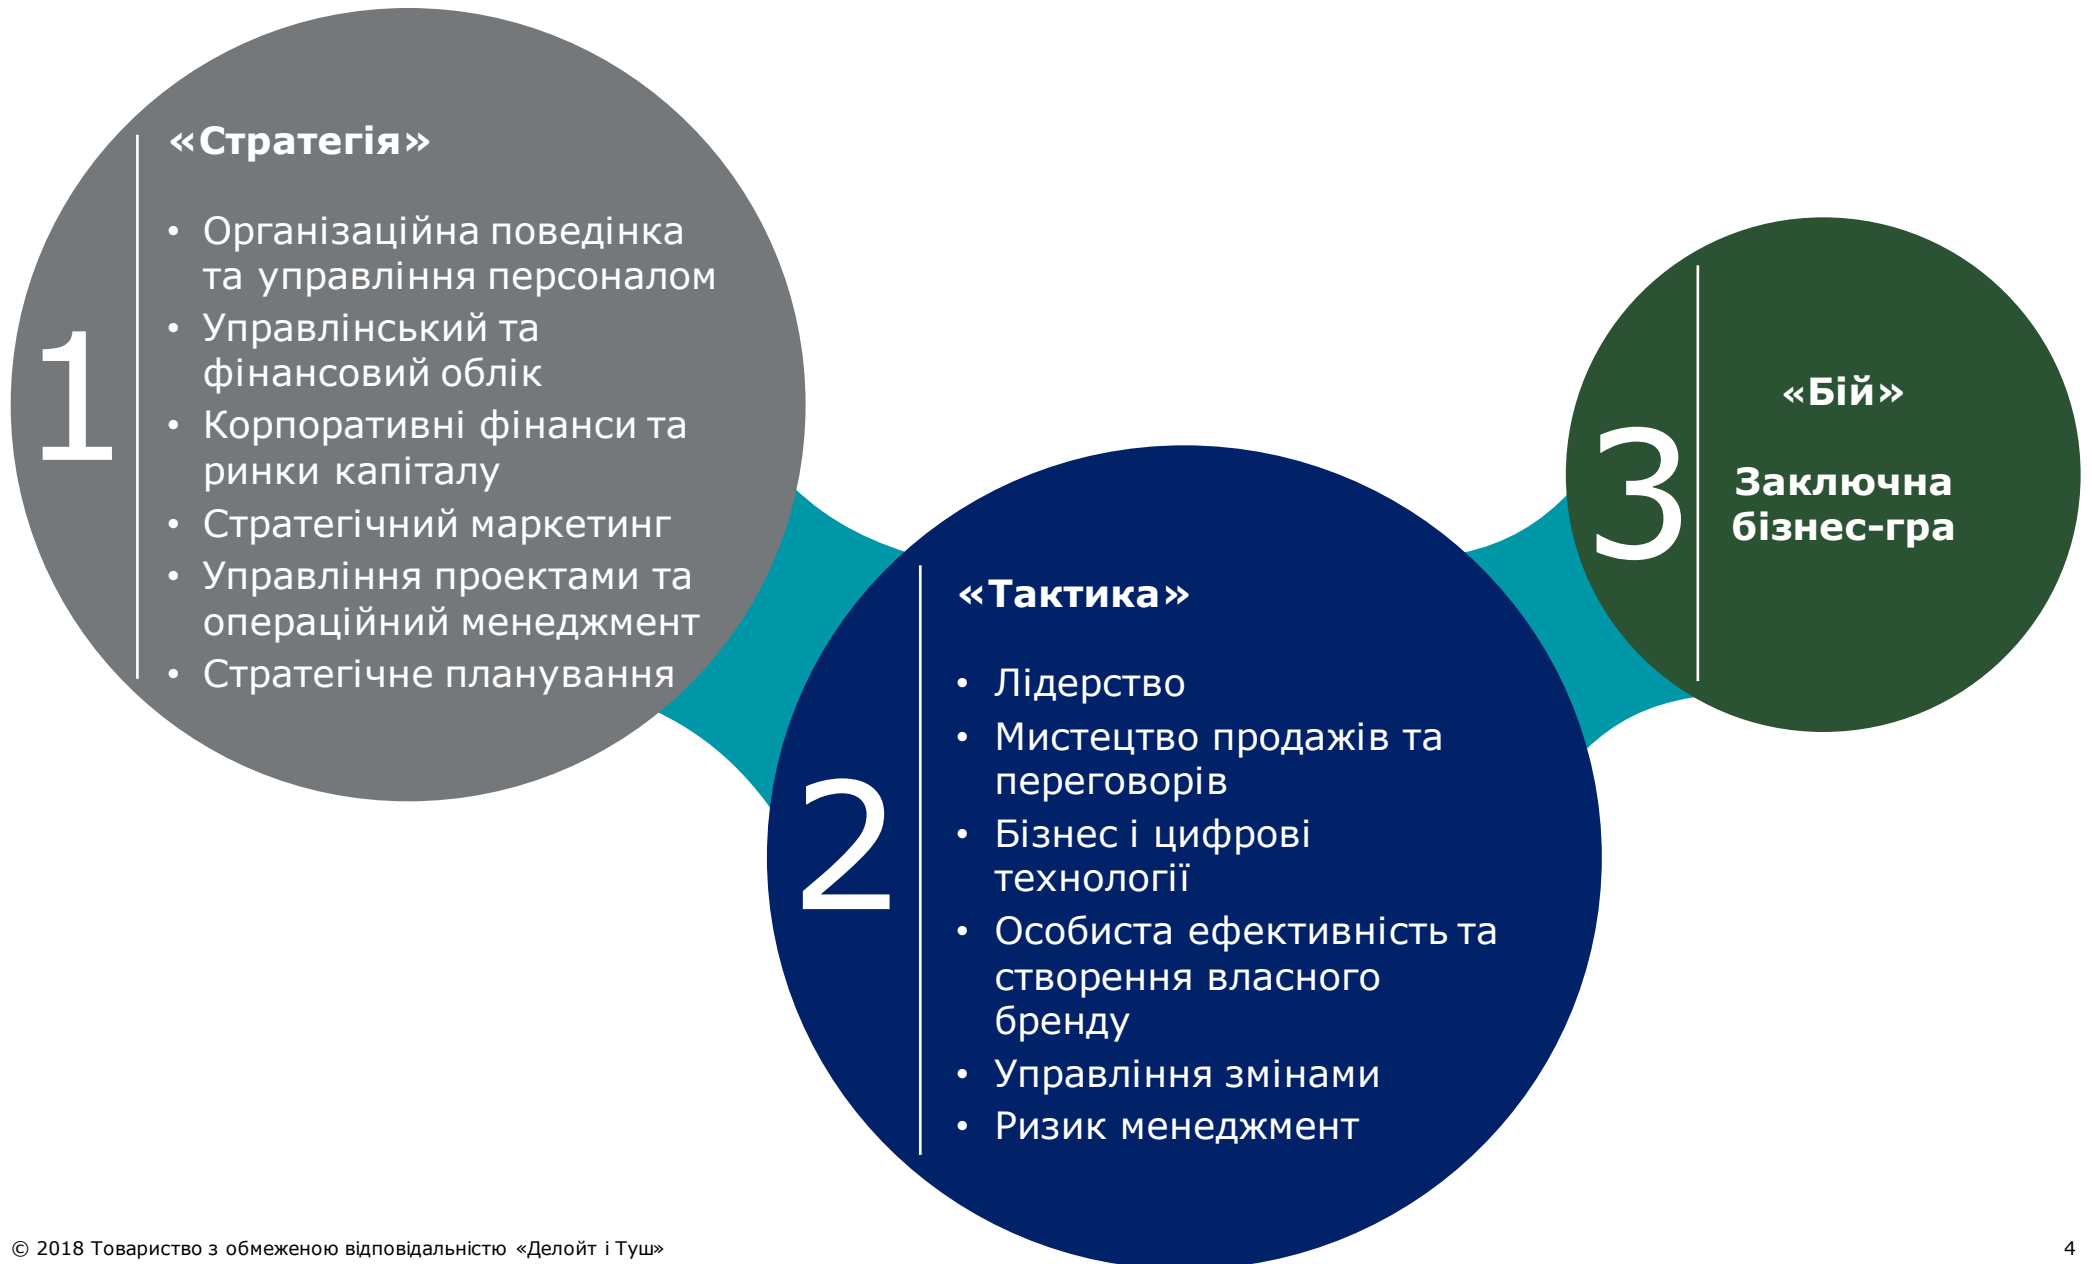 1
«Стратегія»
• Організаційна поведінка
та управління персоналом
• Управлінський та
фінансовий облік
• Корпоративні фінанси та
ринки капіталу
• Стратегічний маркетинг
• Управління проектами та
операційний менеджмент
• Стратегічне планування
2
«Тактика»
• Лідерство
• Мистецтво продажів та
переговорів
• Бізнес і цифрові
технології
• Особиста ефективність та
створення власного
бренду
• Управління змінами
• Ризик менеджмент
3
«Бій»
Заключна
бізнес-гра
© 2018 Товариство з обмеженою відповідальністю «Делойт і Туш»
4